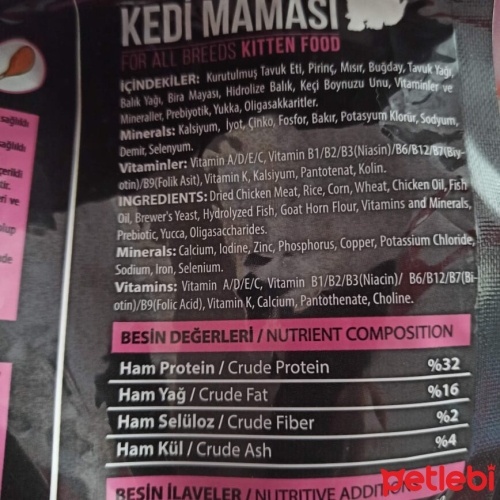 KEDİ MAMASI
FOR ALL BREEDS KITTEN FOOD
İÇİNDEKİLER: Kurutulmuş Tavuk Eti, Pirinç, Mısır, Buğday, Tavuk Yağı,
Balık Yağı, Bira Mayası, Hidrolize Balık, Keçi Boynuzu Unu, Vitaminler ve
Mineraller, Prebiyotik, Yukka, Oligasakkaritler.
Minerals: Kalsiyum, İyot, Çinko, Fosfor, Bakır, Potasyum Klorür, Sodyum,
Demir, Selenyum.
Vitaminler: Vitamin A/D/E/C, Vitamin B1/B2/B3(Niasin)/B6/B12/B7(Biy-
otin)/B9(Folik Asit), Vitamin K, Kalsiyum, Pantotenat, Kolin.
INGREDIENTS: Dried Chicken Meat, Rice, Corn, Wheat, Chicken Oil, Fish
Oil, Brewer's Yeast, Hydrolyzed Fish, Goat Horn Flour, Vitamins and Minerals,
Prebiotic, Yucca, Oligosaccharides.
Minerals: Calcium, Iodine, Zinc, Phosphorus, Copper, Potassium Chloride,
Sodium, Iron, Selenium.
Vitamins: Vitamin A/D/E/C, Vitamin B1/B2/B3(Niacin)/ B6/B12/B7(Bi-
otin)/B9(Folic Acid), Vitamin K, Calcium, Pantothenate, Choline.
BESİN DEĞERLERİ / NUTRIENT COMPOSITION
Ham Protein / Crude Protein %32
Ham Yağ / Crude Fat %16
Ham Selüloz / Crude Fiber %2
Ham Kül / Crude Ash %4
BESİN İLAVELER / NUTRITIVE ADDITIO
petlebi